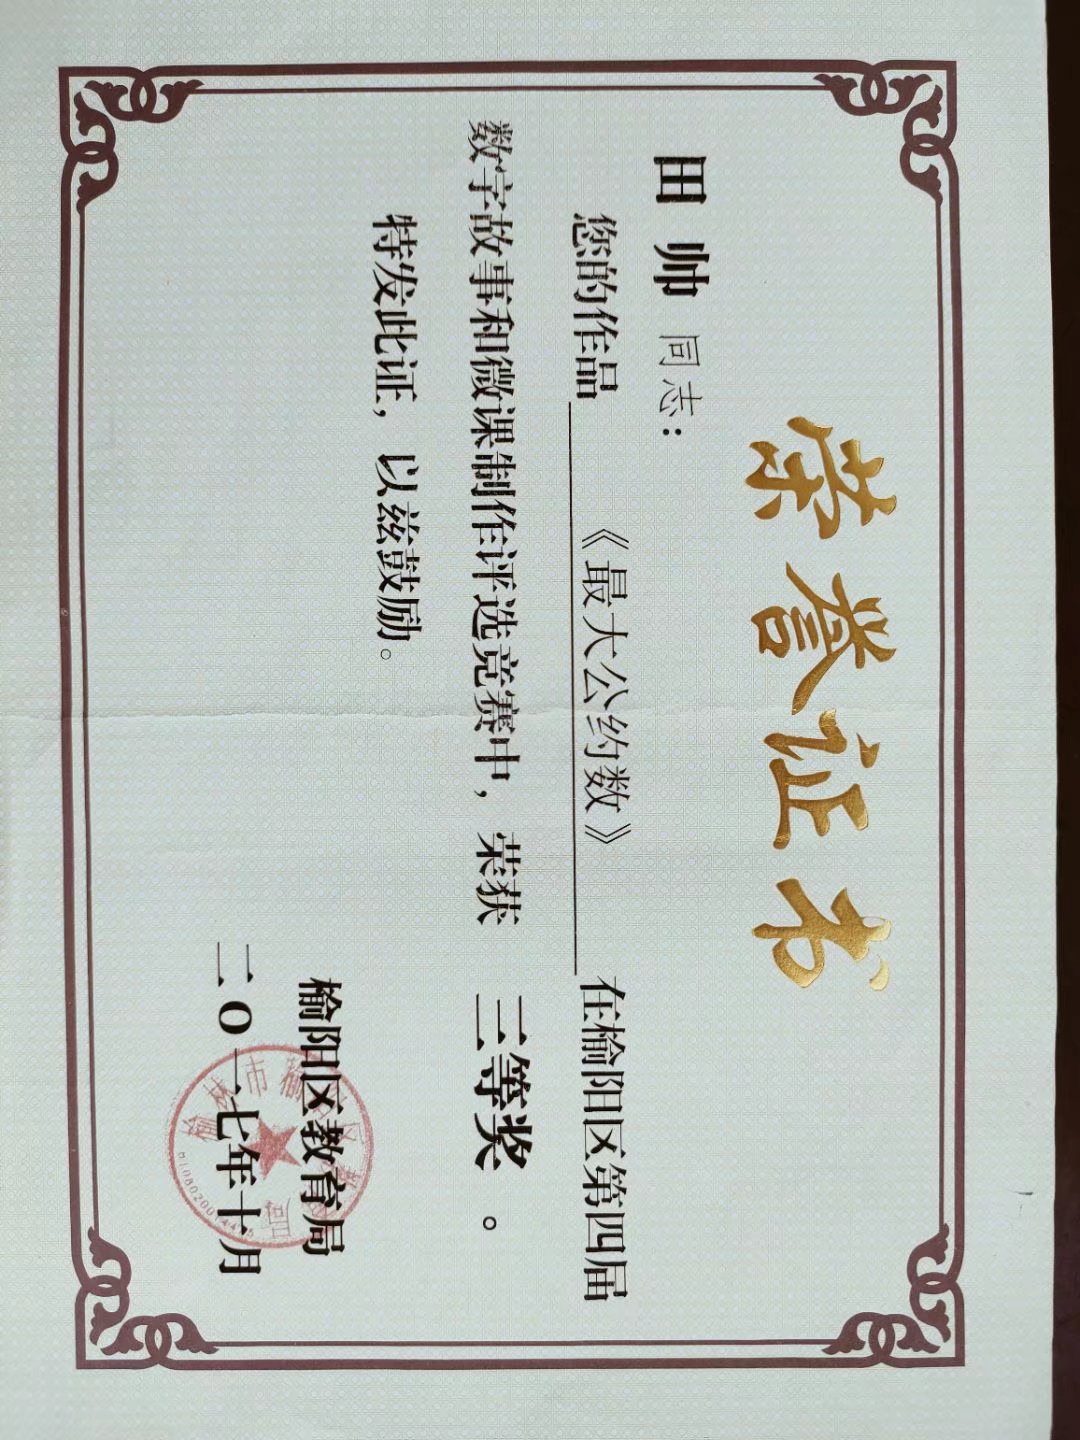 荣誉证书
田帅同志：
您的作品《最大公约数》在榆阳区第四届
数字故事和微课制作评选竞赛中，荣获三等奖。
特发此证，以兹鼓励。
榆阳区教育局
二O一七年十月